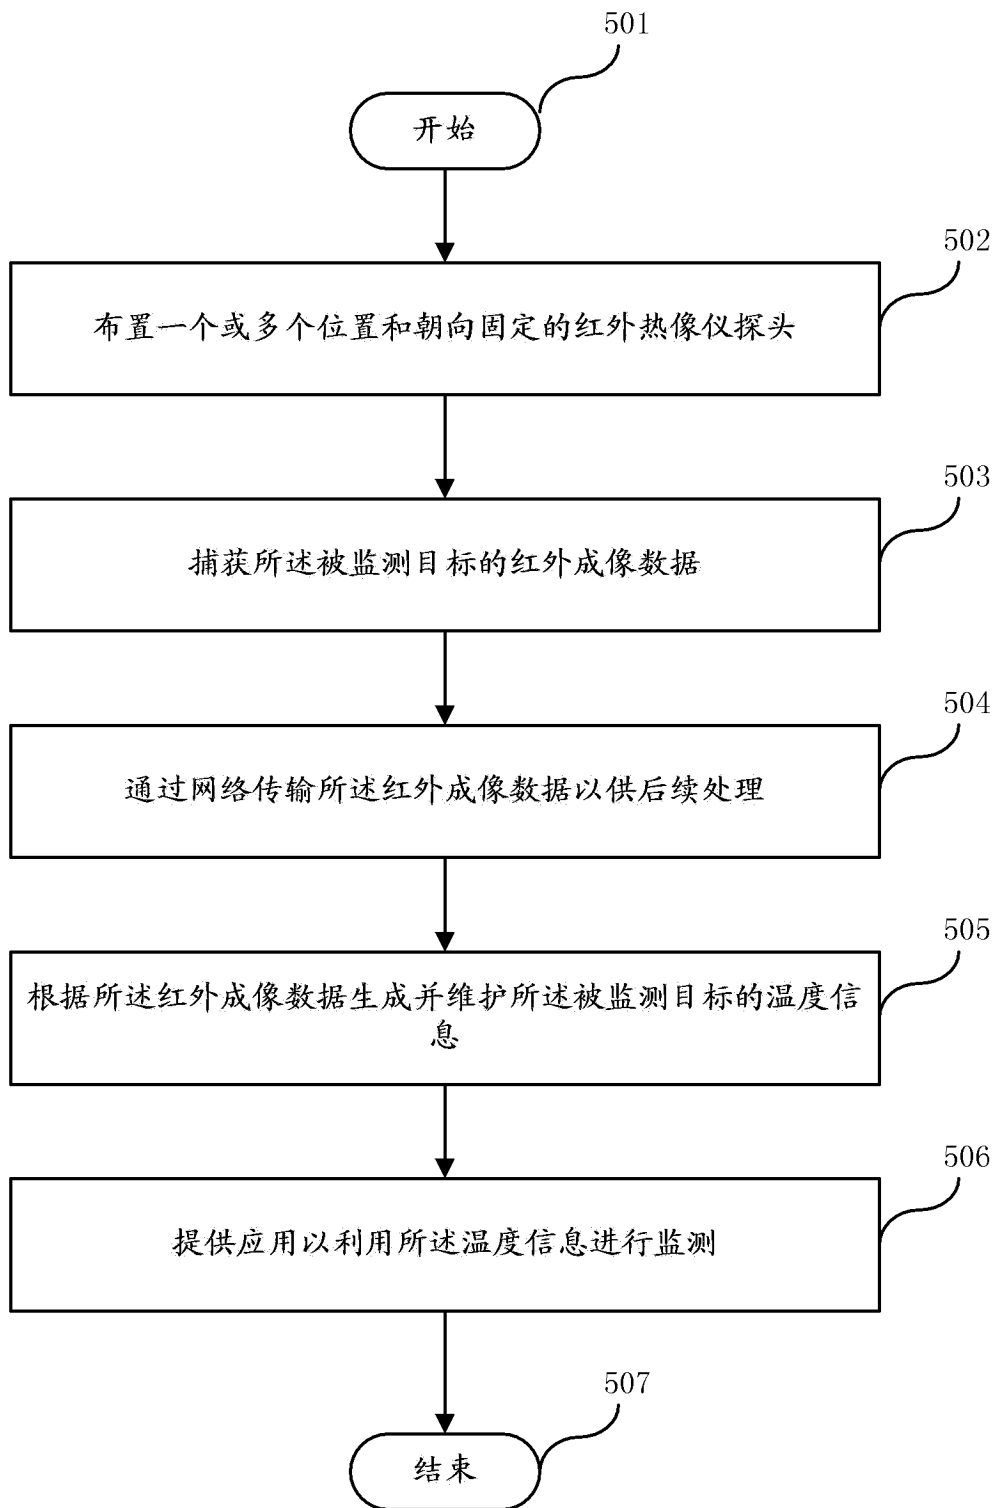 501
开始
502
布置一个或多个位置和朝向固定的红外热像仪探头
503
捕获所述被监测目标的红外成像数据
504
通过网络传输所述红外成像数据以供后续处理
505
根据所述红外成像数据生成并维护所述被监测目标的温度信
息
506
提供应用以利用所述温度信息进行监测
507
结束